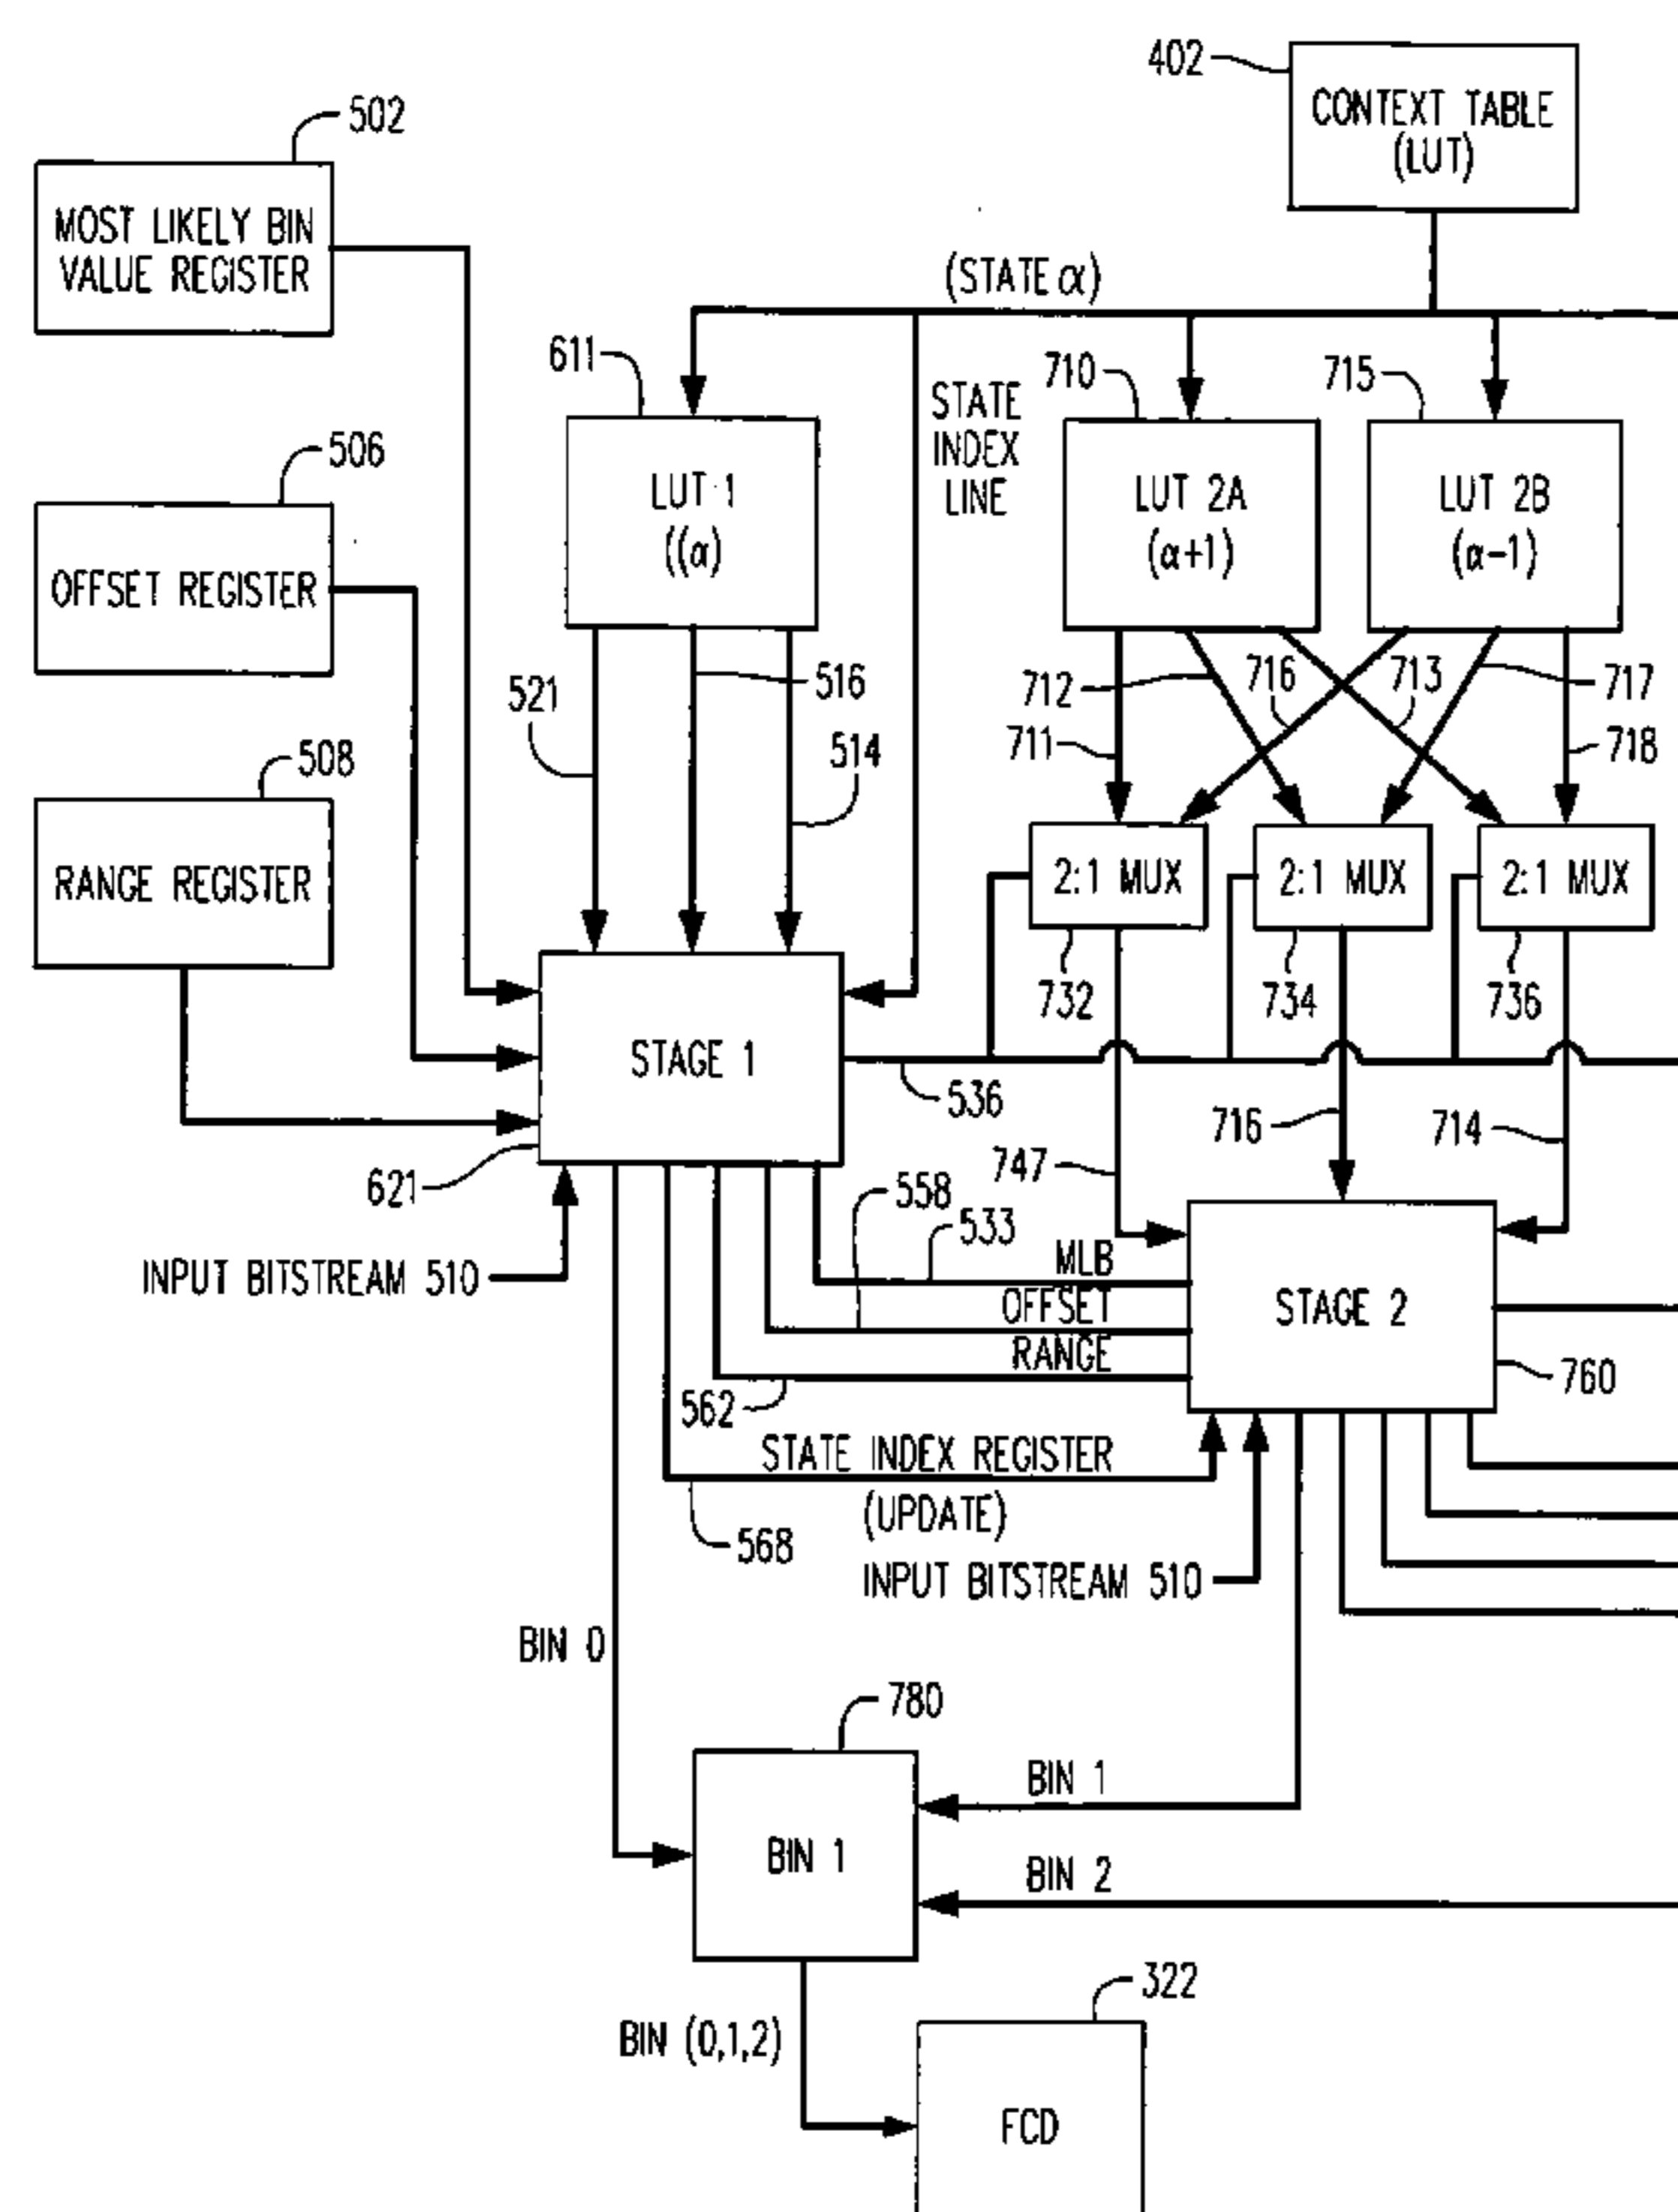 402
CONTEXT TABLE
(LUT)
502
MOST LIKELY BIN
VALUE REGISTER
(STATE α)
611
STATE
INDEX
LINE
710
715
506
OFFSET REGISTER
LUT 1
((α)
LUT 2A
(α+1)
LUT 2B
(α-1)
521
516
514
712
716
713
717
711
718
508
RANGE REGISTER
2:1 MUX
2:1 MUX
2:1 MUX
732
734
736
STAGE 1
536
716
714
747
621
558
533
INPUT BITSTREAM 510
MLB
OFFSET
RANGE
STAGE 2
760
562
STATE INDEX REGISTER
(UPDATE)
568
INPUT BITSTREAM 510
BIN 0
780
BIN 1
BIN 1
BIN 2
322
BIN (0,1,2)
FCD